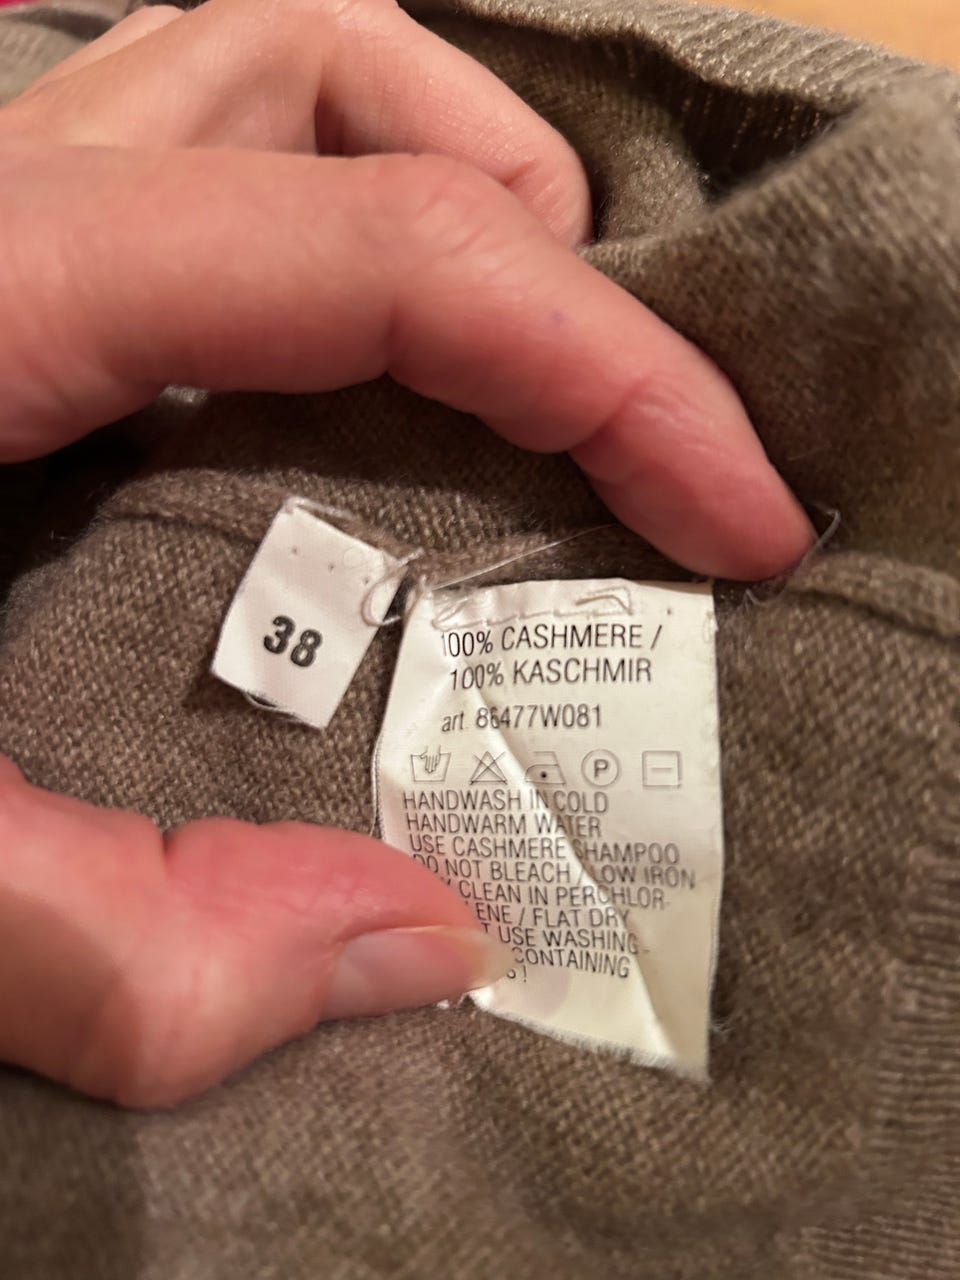 38
100% CASHMERE /
100% KASCHMIR
art. 86477W081
P
HANDWASH IN COLD
HANDWARM WATER
USE CASHMERE SHAMPOO
DO NOT BLEACH / LOW IRON
CLEAN IN PERCHLOR-
/ FLAT DRY
USE WASHING-
CONTAINING